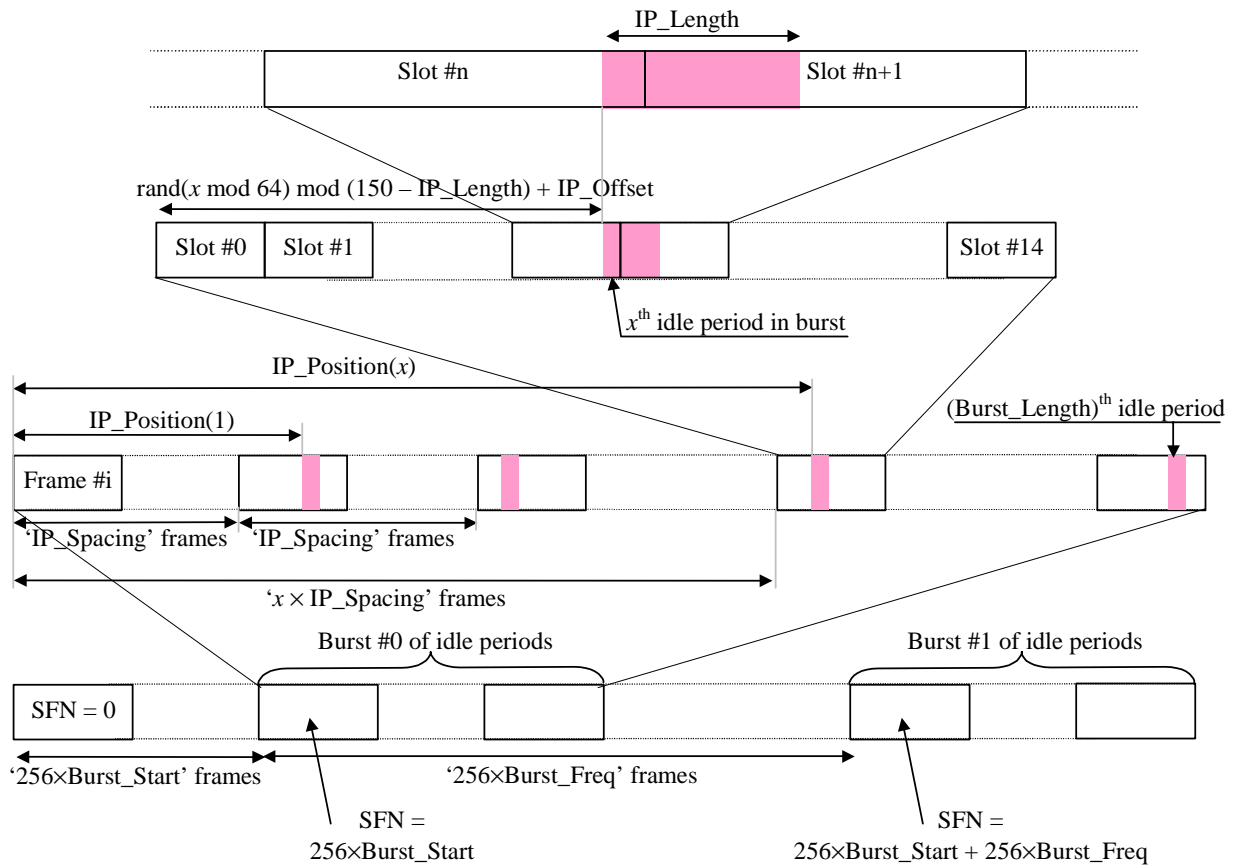 IP_Length
Slot #n
Slot #n+1
rand(x mod 64) mod (150 – IP_Length) + IP_Offset
Slot #0
Slot #1
Slot #14
xth idle period in burst
IP_Position(x)
IP_Position(1)
(Burst_Length)th idle period
Frame #i
‘IP_Spacing’ frames
‘IP_Spacing’ frames
‘x × IP_Spacing’ frames
Burst #0 of idle periods
Burst #1 of idle periods
SFN = 0
‘256×Burst_Start’ frames
‘256×Burst_Freq’ frames
SFN =
256×Burst_Start
SFN =
256×Burst_Start + 256×Burst_Freq